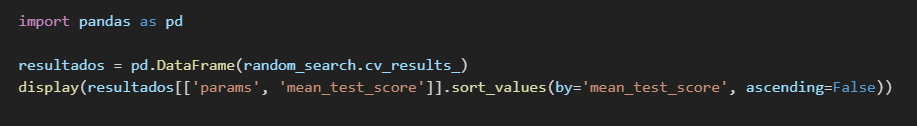 import pandas as pd
resultados = pd.DataFrame(random_search.cv_results_)
display(resultados[['params', 'mean_test_score']].sort_values(by='mean_test_score', ascending=False))